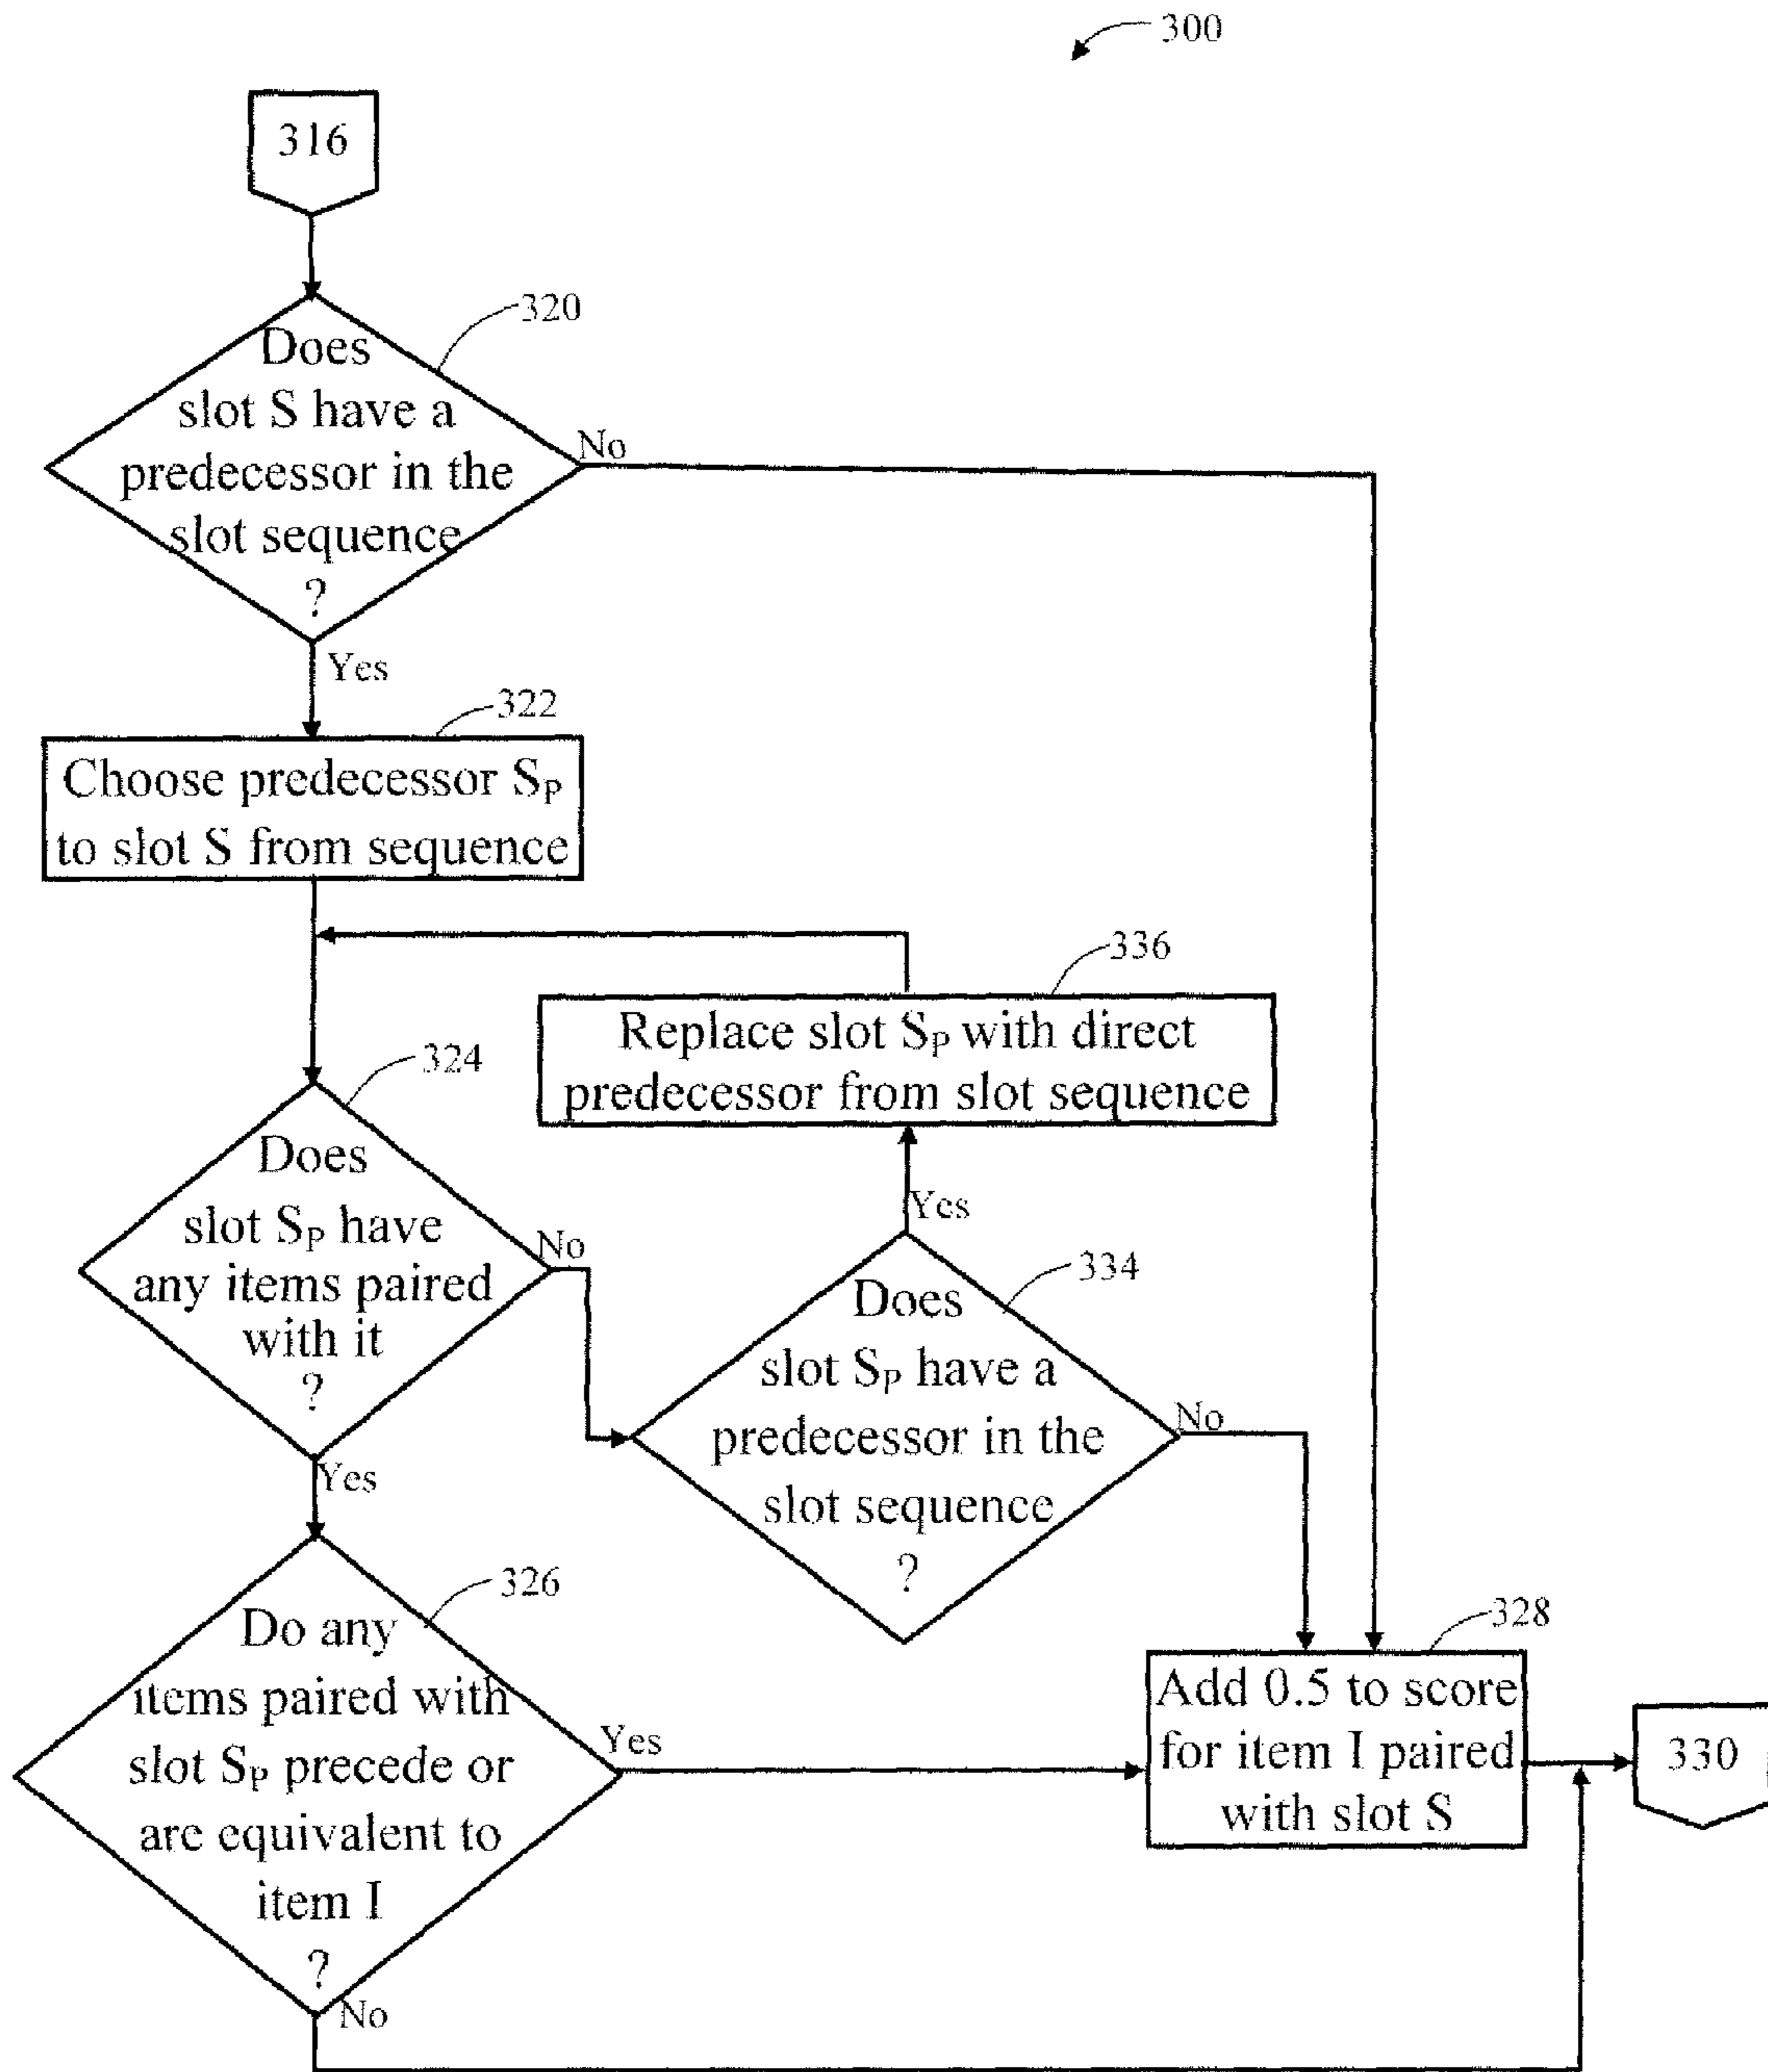 300
316
320
Does
slot S have a
predecessor in the
slot sequence
?
No
Yes
322
Choose predecessor SP
to slot S from sequence
336
Replace slot SP with direct
predecessor from slot sequence
324
Does
slot SP have
any items paired
with it
?
No
Yes
Yes
334
Does
slot SP have a
predecessor in the
slot sequence
?
No
326
Do any
items paired with
slot SP precede or
are equivalent to
item I
?
Yes
No
328
Add 0.5 to score
for item I paired
with slot S
330